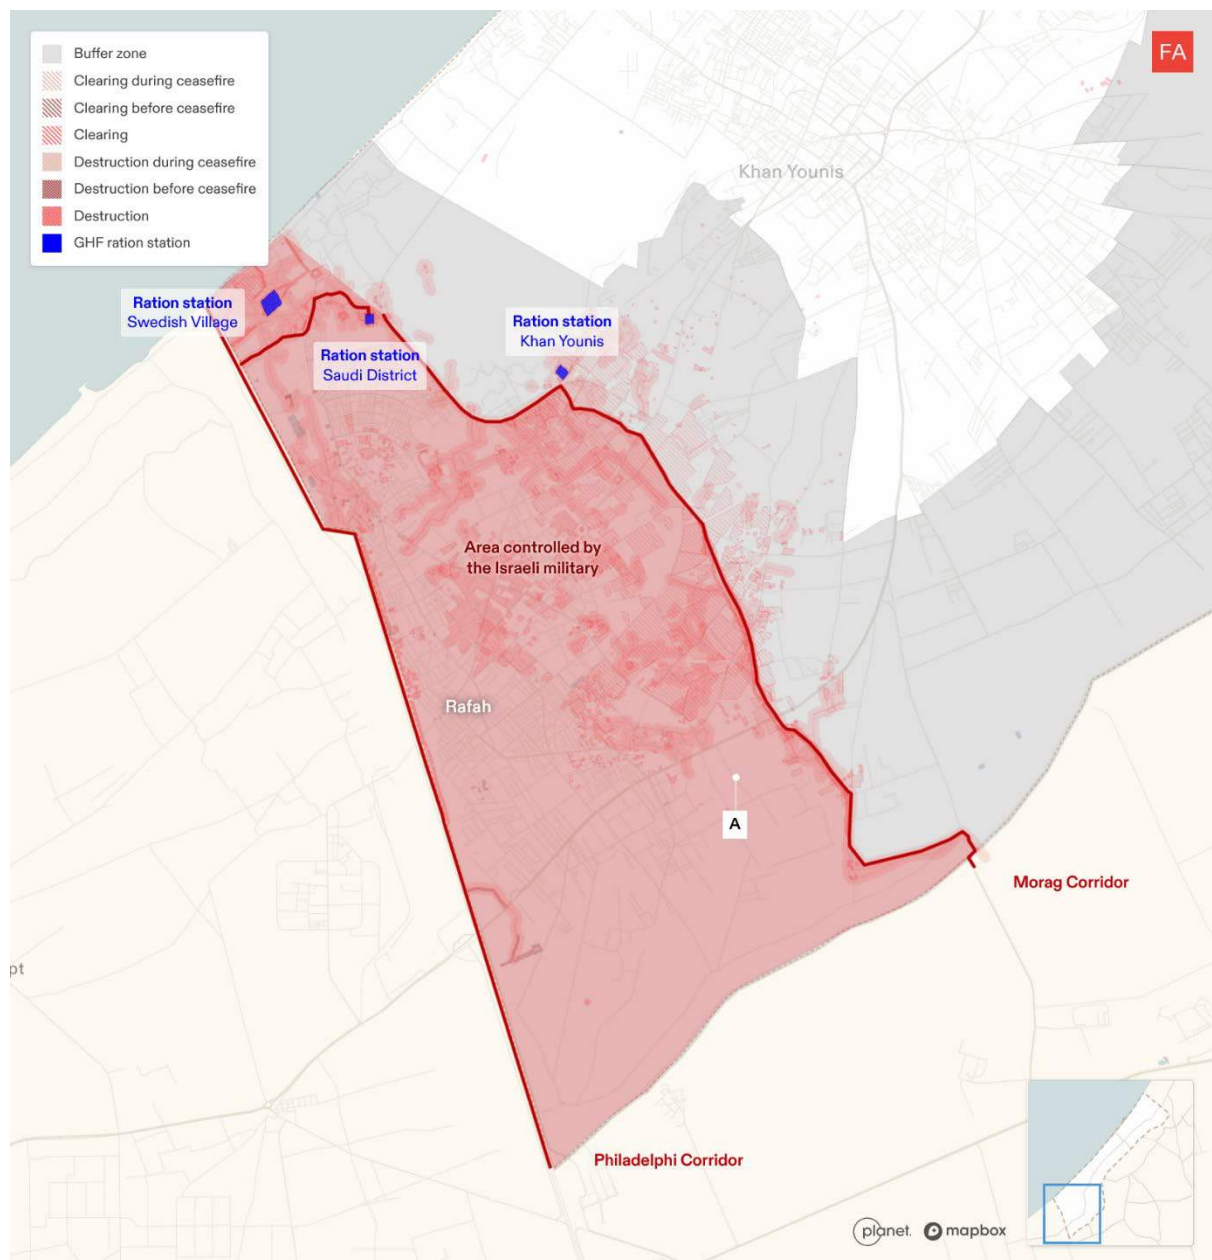 Buffer zone
Clearing during ceasefire
Clearing before ceasefire
Clearing
Destruction during ceasefire
Destruction before ceasefire
Destruction
GHF ration station
FA
Khan Younis
Ration station
Swedish Village
Ration station
Saudi District
Ration station
Khan Younis
Area controlled by
the Israeli military
Rafah
A
Morag Corridor
pt
Philadelphi Corridor
planet. mapbox